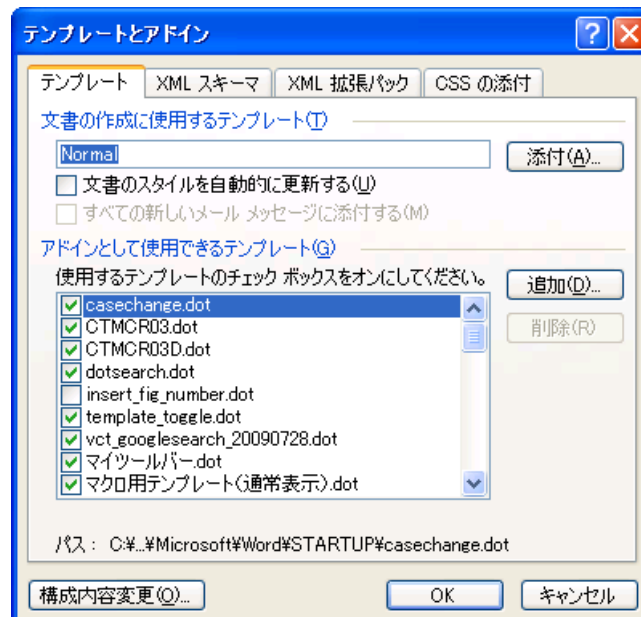 テンプレートとアドイン
テンプレート XML スキーマ XML 拡張パック CSS の添付
文書の作成に使用するテンプレート(T)
Normal 添付(A)...
文書のスタイルを自動的に更新する(U)
すべての新しいメール メッセージに添付する(M)
アドインとして使用できるテンプレート(G)
使用するテンプレートのチェック ボックスをオンにしてください。 追加(D)...
casechange.dot
CTMCR03.dot 削除(R)
CTMCR03D.dot
dotsearch.dot
insert_fig_number.dot
template_toggle.dot
vct_googlesearch_20090728.dot
マイツールバー.dot
マクロ用テンプレート(通常表示).dot
パス : C:¥...¥Microsoft¥Word¥STARTUP¥casechange.dot
構成内容変更(O)... OK キャンセル